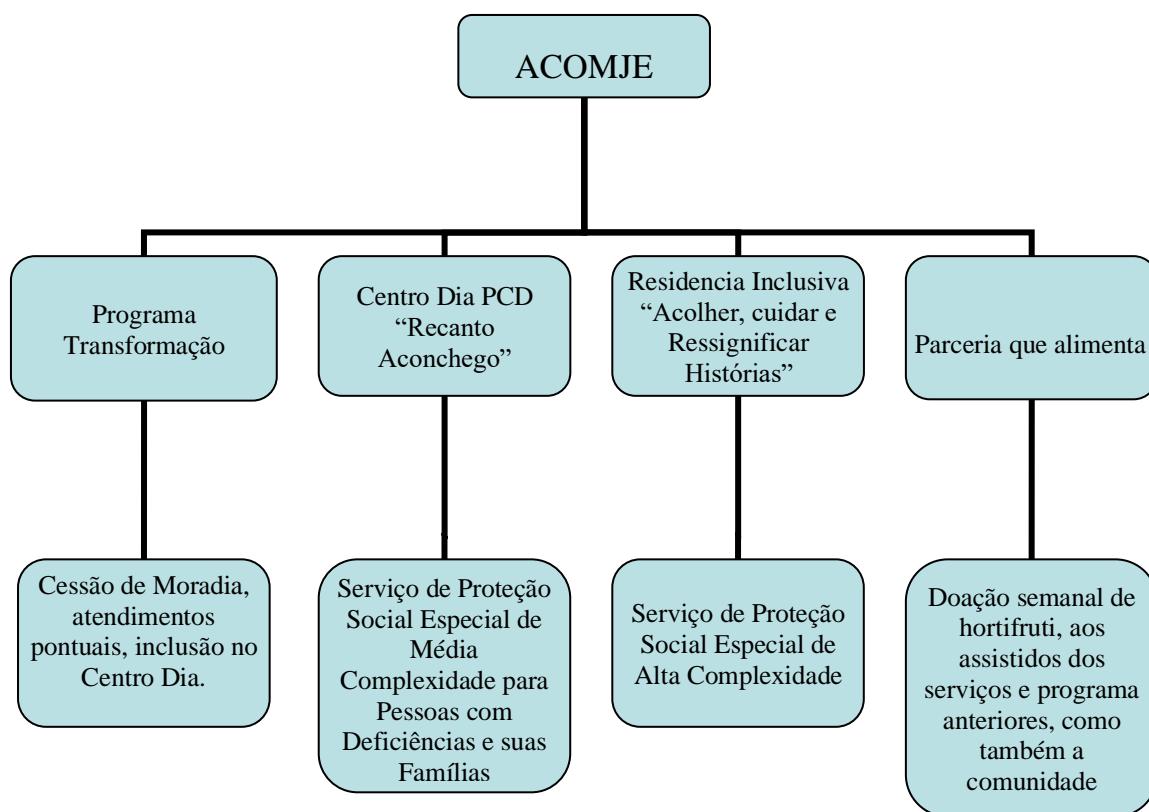 ACOMJE
Programa
Transformação
Centro Dia PCD
“Recanto
Aconchego”
Residencia Inclusiva
“Acolher, cuidar e
Ressignificar
Histórias”
Parceria que alimenta
Cessão de Moradia,
atendimentos
pontuais, inclusão no
Centro Dia.
Serviço de Proteção
Social Especial de
Média
Complexidade para
Pessoas com
Deficiências e suas
Famílias
Serviço de Proteção
Social Especial de
Alta Complexidade
Doação semanal de
hortifruti, aos
assistidos dos
serviços e programa
anteriores, como
também a
comunidade